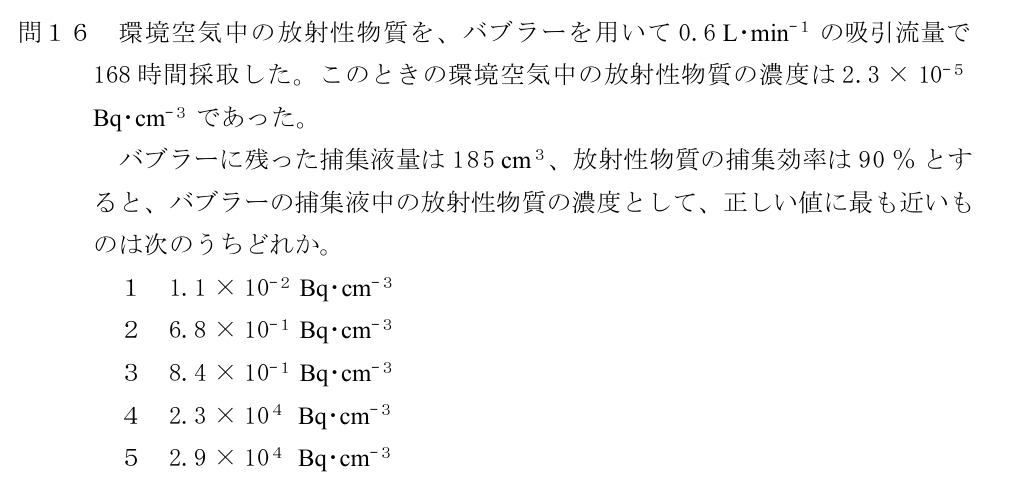 問１６　環境空気中の放射性物質を、バブラーを用いて 0.6 L･min⁻¹ の吸引流量で
168 時間採取した。このときの環境空気中の放射性物質の濃度は 2.3 × 10⁻⁵
Bq･cm⁻³ であった。
バブラーに残った捕集液量は 185 cm³、放射性物質の捕集効率は 90 % とす
ると、バブラーの捕集液中の放射性物質の濃度として、正しい値に最も近いも
のは次のうちどれか。
１　1.1 × 10⁻² Bq･cm⁻³
２　6.8 × 10⁻¹ Bq･cm⁻³
３　8.4 × 10⁻¹ Bq･cm⁻³
４　2.3 × 10⁴ Bq･cm⁻³
５　2.9 × 10⁴ Bq･cm⁻³